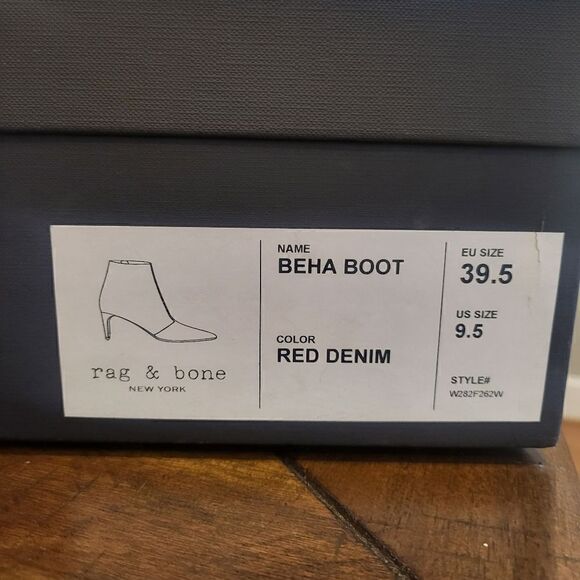 rag & bone
NEW YORK
NAME
BEHA BOOT
COLOR
RED DENIM
EU SIZE
39.5
US SIZE
9.5
STYLE#
W282F262W